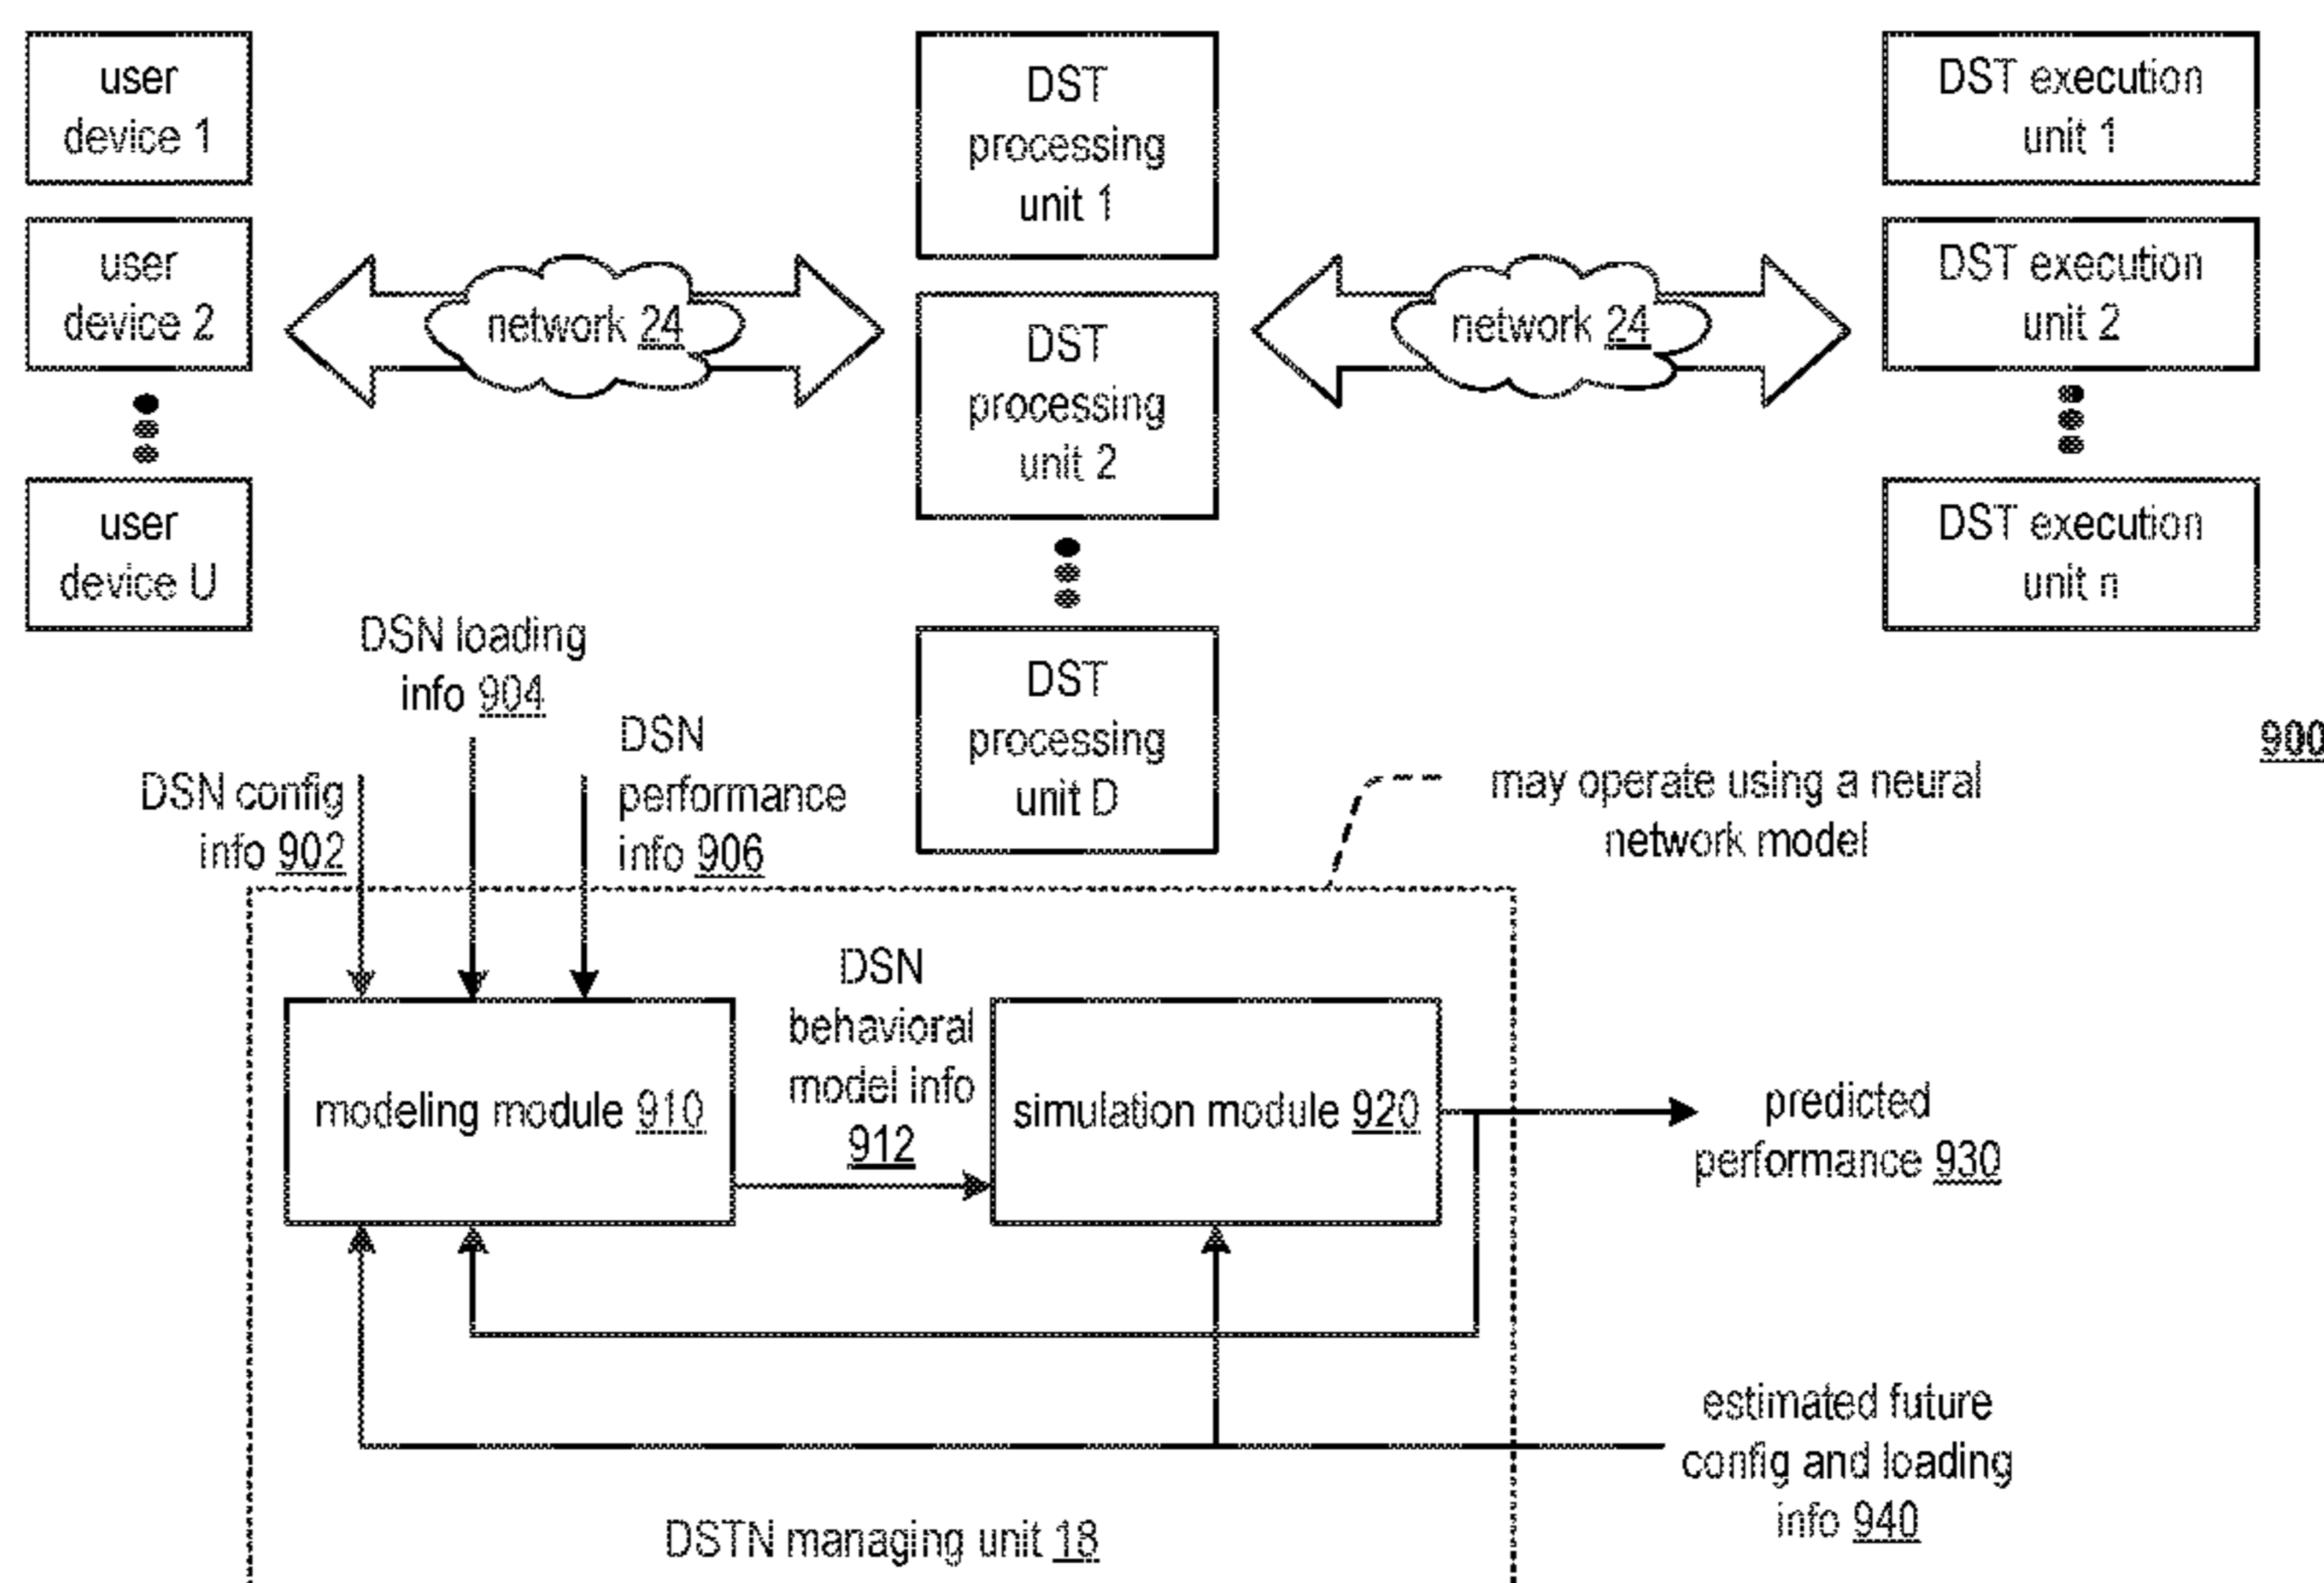 user
device 1
user
device 2
user
device U
network 24
DST
processing
unit 1
DST
processing
unit 2
DST
processing
unit D
network 24
DST execution
unit 1
DST execution
unit 2
DST execution
unit n
900
DSN config
info 902
DSN loading
info 904
DSN
performance
info 906
may operate using a neural
network model
modeling module 910
DSN
behavioral
model info
912
simulation module 920
predicted
performance 930
estimated future
config and loading
info 940
DSTN managing unit 18